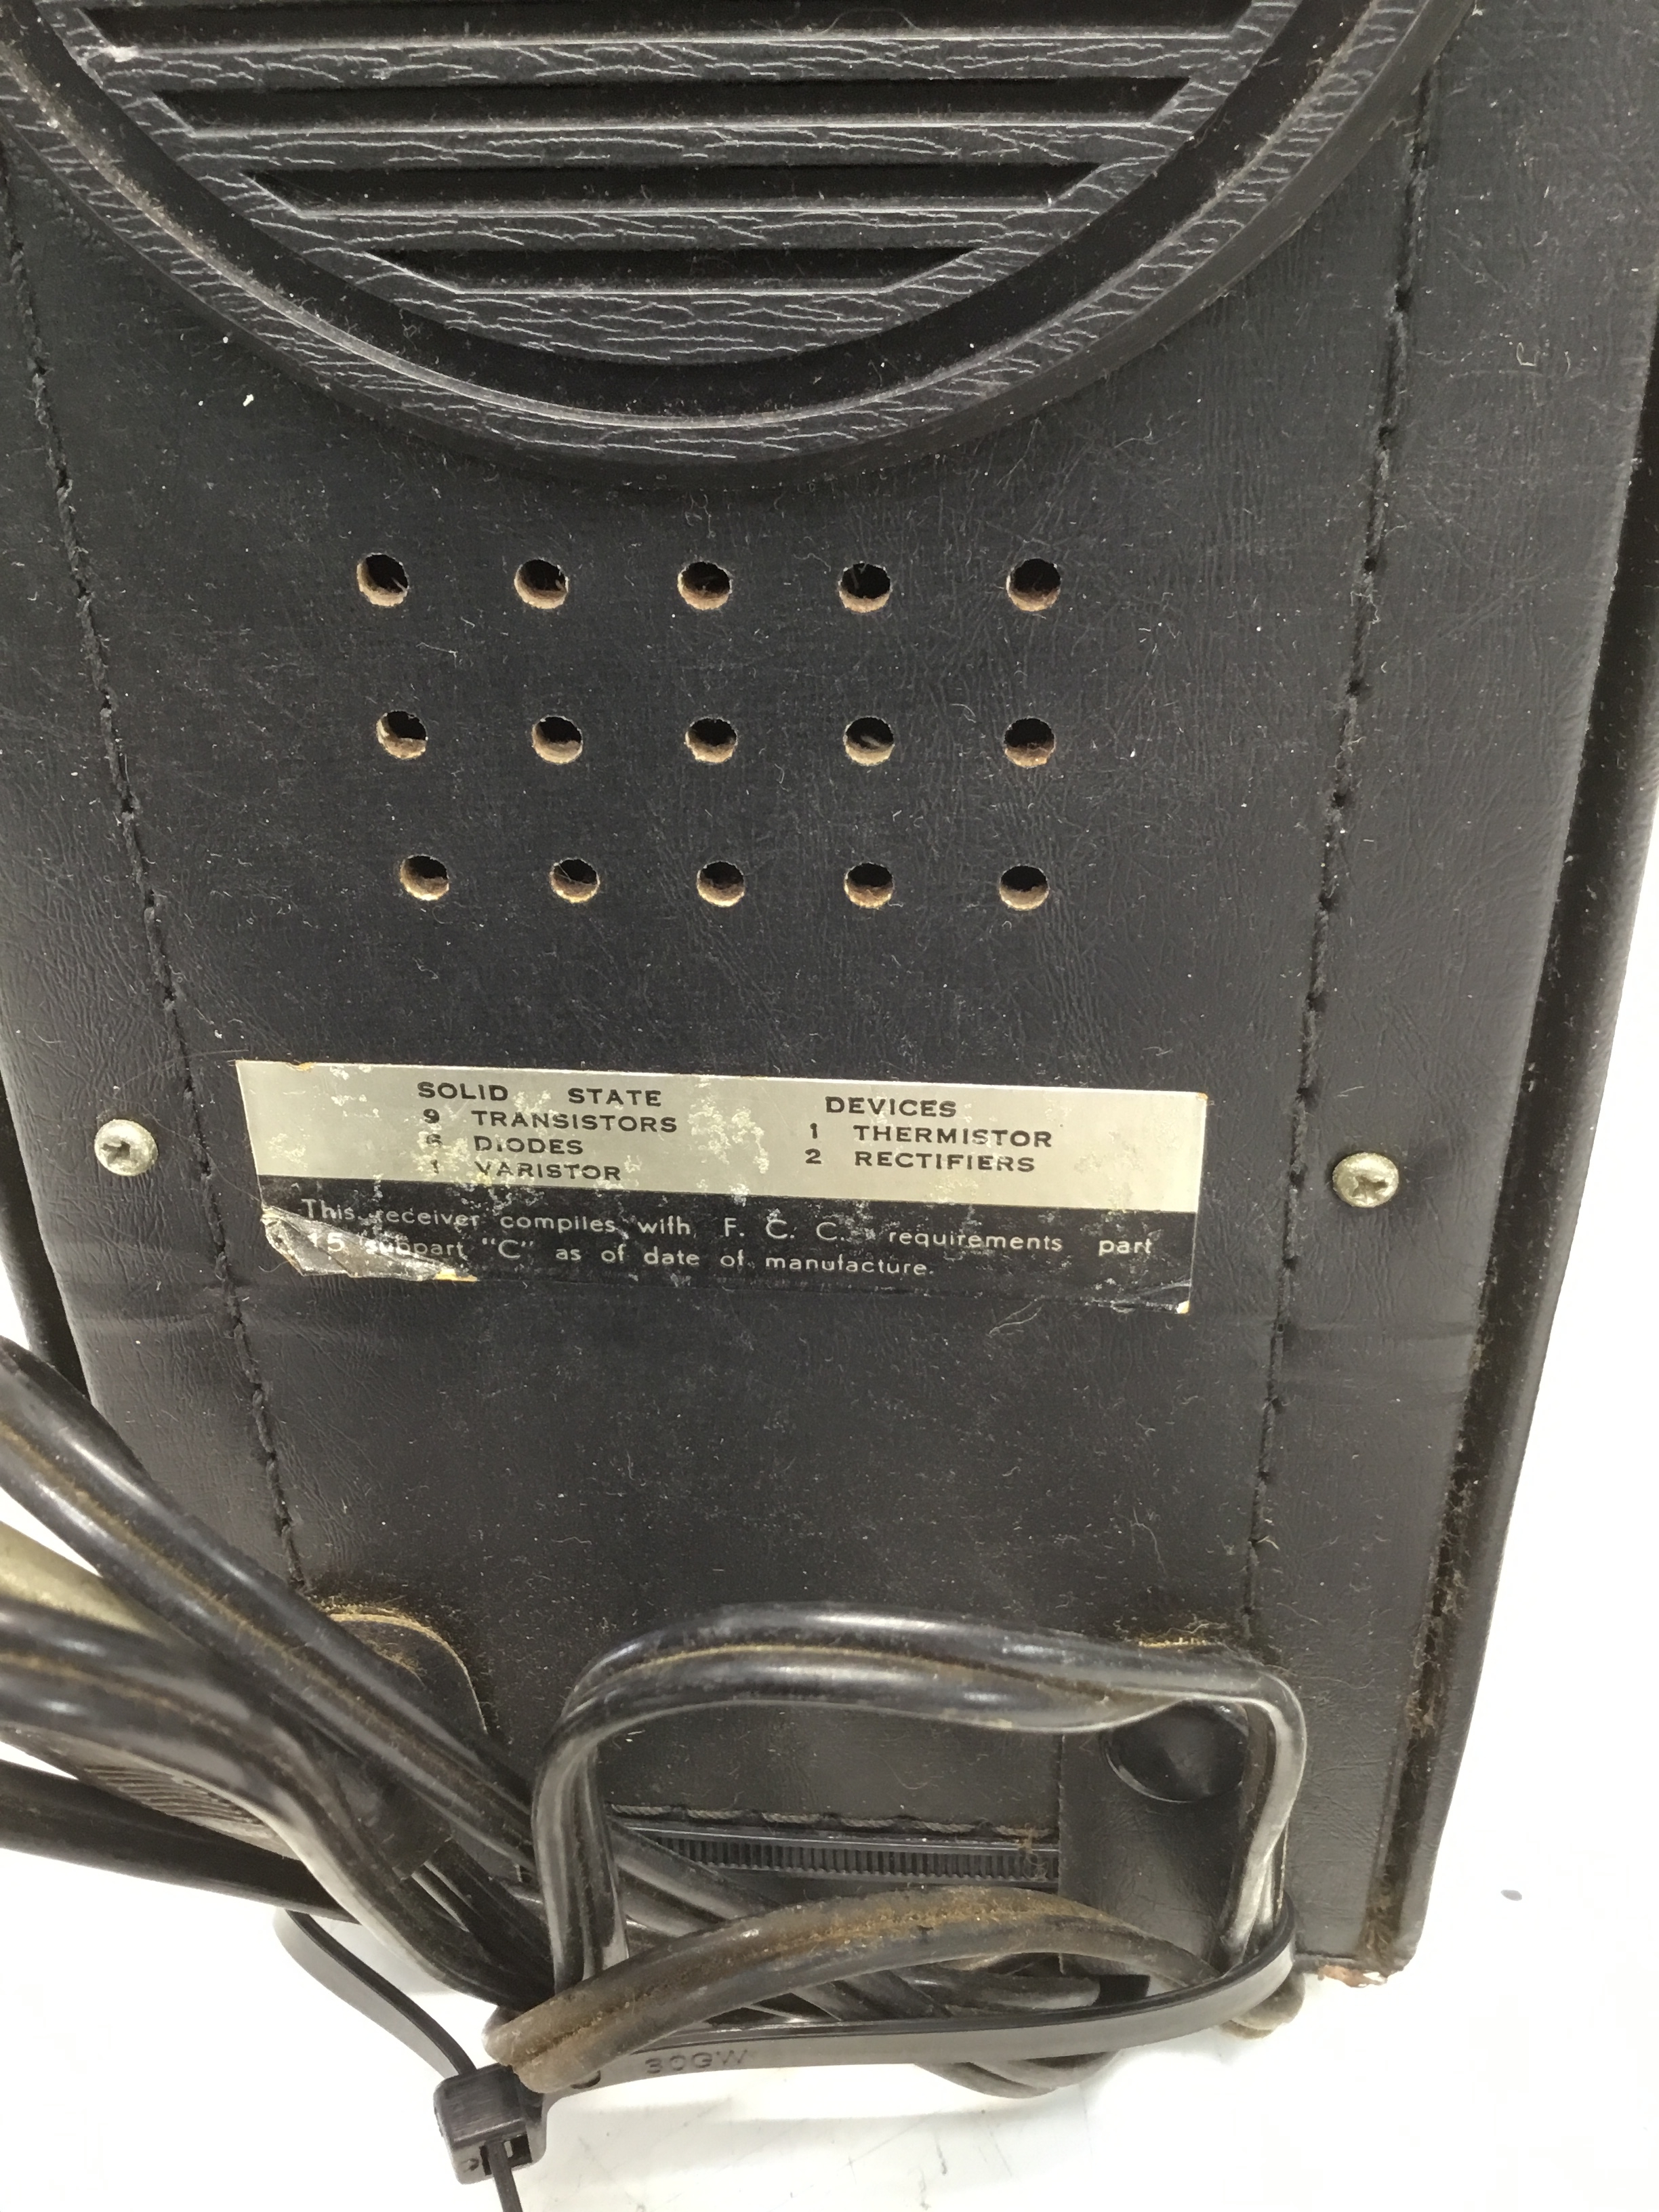 SOLID STATE DEVICES
9 TRANSISTORS 1 THERMISTOR
DIODES 2 RECTIFIERS
1 VARISTOR
This receiver compiles with F. C. C. requirements part
15 subpart "C" as of date of manufacture.
30GW